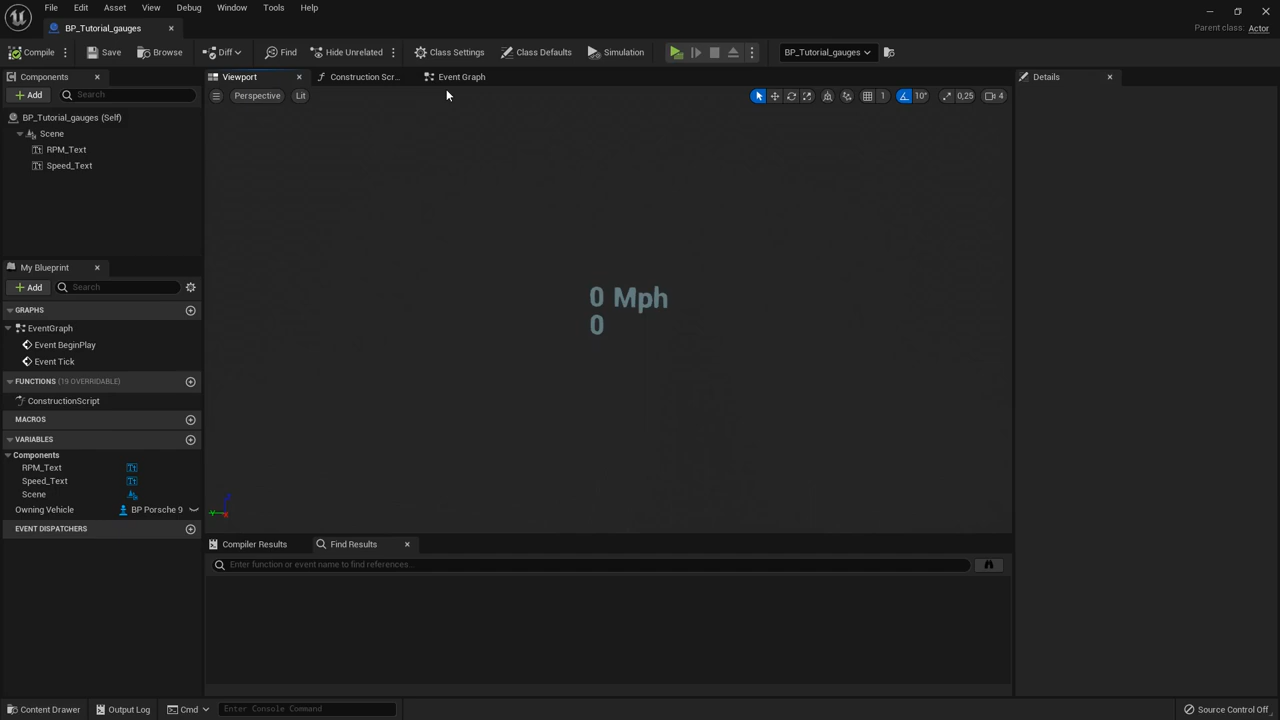 File Edit Asset View Debug Window Tools Help
BP_Tutorial_gauges
Parent class: Actor
Compile Save Browse Diff Find Hide Unrelated Class Settings Class Defaults Simulation BP_Tutorial_gauges
Components
Viewport Construction Scr... Event Graph
Details
Add Search
Perspective Lit
1 10° 0,25 4
BP_Tutorial_gauges (Self)
Scene
RPM_Text
Speed_Text
My Blueprint
Add Search
GRAPHS
EventGraph
Event BeginPlay
Event Tick
FUNCTIONS (19 OVERRIDABLE)
ConstructionScript
MACROS
VARIABLES
Components
RPM_Text
Speed_Text
Scene
Owning Vehicle BP Porsche 9
EVENT DISPATCHERS
0 Mph
0
Compiler Results Find Results
Enter function or event name to find references...
Content Drawer Output Log Cmd Enter Console Command
Source Control Off